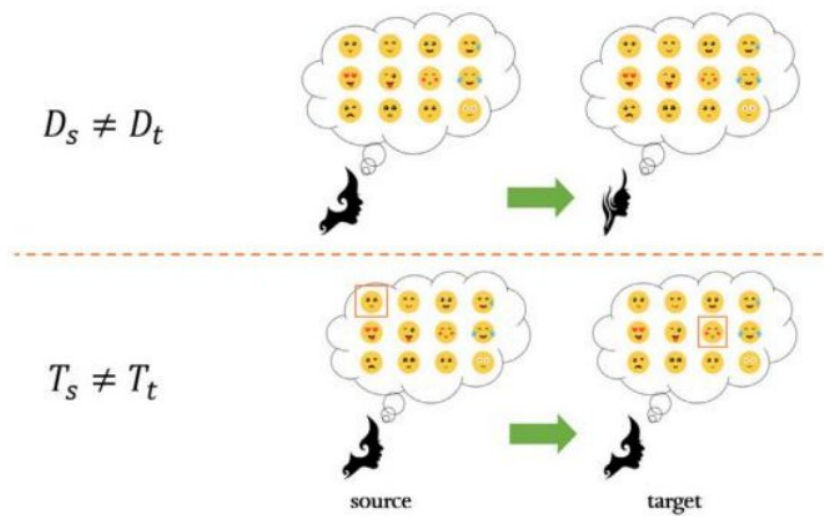 D_s ≠ D_t
T_s ≠ T_t
source target